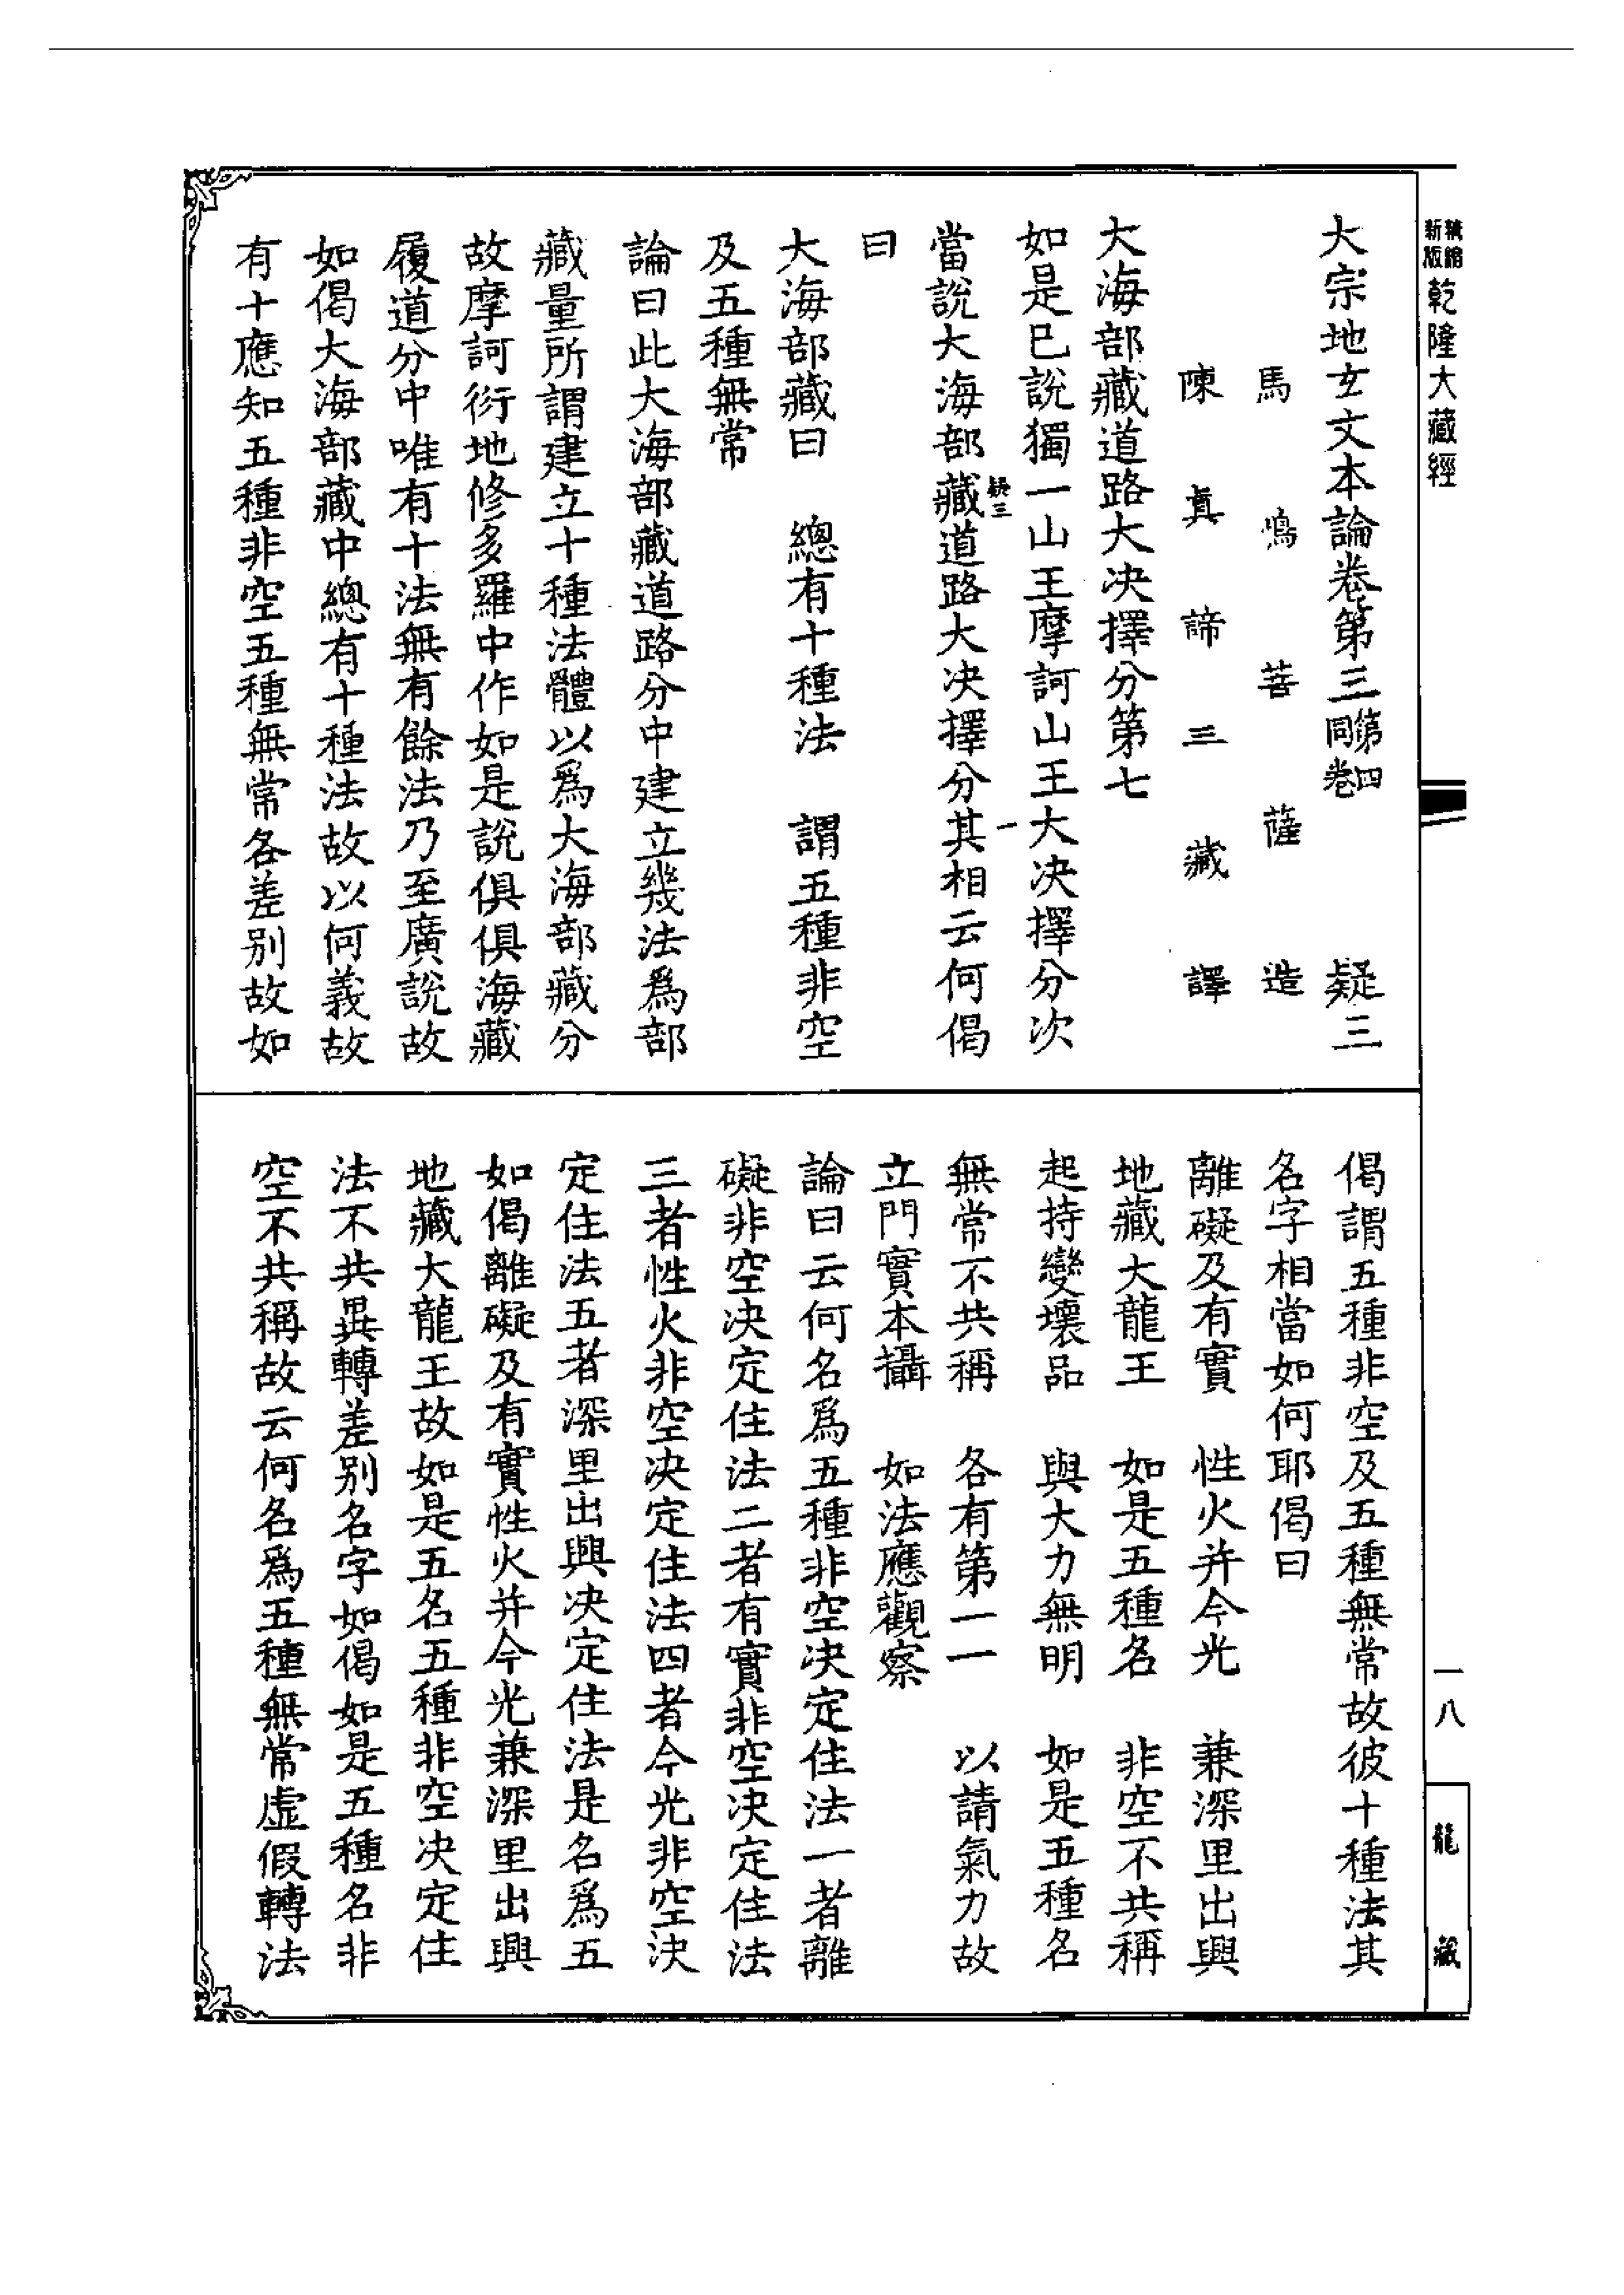 新版
乾隆大藏經
大宗地玄文本論卷第三第四同卷 疑三
馬鳴菩薩造
陳真諦三藏譯
大海部藏道路大決擇分第七
如是已說獨一山王摩訶山王大決擇分次
當說大海部藏道路大決擇分其相云何偈
疑三
一
曰
大海部藏曰 總有十種法 謂五種非空
及五種無常
論曰此大海部藏道路分中建立幾法爲部
藏量所謂建立十種法體以爲大海部藏分
故摩訶衍地修多羅中作如是說俱俱海藏
履道分中唯有十法無有餘法乃至廣說故
如偈大海部藏中總有十種法故以何義故
有十應知五種非空五種無常各差别故如
偈謂五種非空及五種無常故彼十種法其
名字相當如何耶偈曰
離礙及有實 性火并今光 兼深里出興
地藏大龍王 如是五種名 非空不共稱
起持變壞品 與大力無明 如是五種名
無常不共稱 各有第一一 以請氣力故
立門實本攝 如法應觀察
論曰云何名爲五種非空決定住法一者離
礙非空決定住法二者有實非空決定住法
三者性火非空決定住法四者今光非空決
定住法五者深里出興決定住法是名爲五
如偈離礙及有實性火并今光兼深里出興
地藏大龍王故如是五名五種非空決定住
法不共異轉差别名字如偈如是五種名非
空不共稱故云何名爲五種無常虛假轉法
一八
龍藏